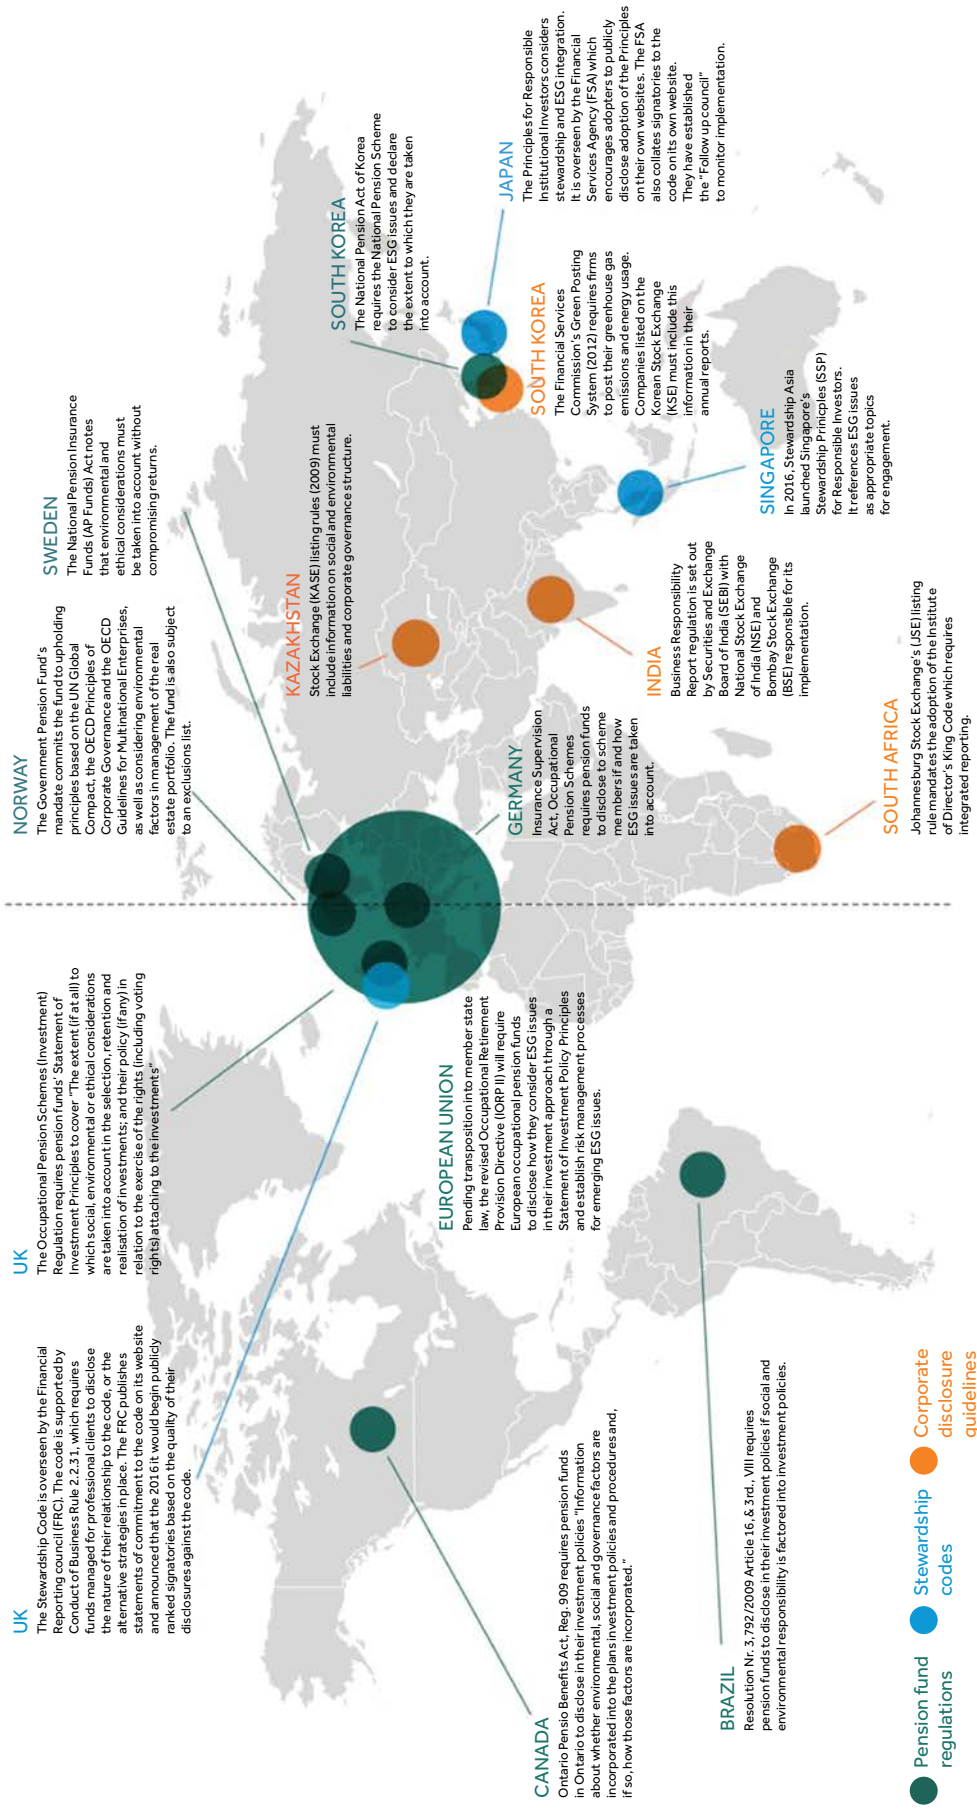 UK
The Stewardship Code is overseen by the Financial
Reporting council (FRC). The code is supported by
Conduct of Business Rule 2.2.31, which requires
funds managed for professional clients to disclose
the nature of their relationship to the code, or the
alternative strategies in place. The FRC publishes
statements of commitment to the code on its website
and announced that the 2016 it would begin publicly
ranked signatories based on the quality of their
disclosures against the code.
UK
The Occupational Pension Schemes (Investment)
Regulation requires pension funds' Statement of
Investment Principles to cover "The extent (if at all) to
which social, environmental or ethical considerations
are taken into account in the selection, retention and
realisation of investments; and their policy (if any) in
relation to the exercise of the rights (including voting
rights) attaching to the investments"
NORWAY
The Government Pension Fund's
mandate commits the fund to upholding
principles based on the UN Global
Compact, the OECD Principles of
Corporate Governance and the OECD
Guidelines for Multinational Enterprises,
as well as considering environmental
factors in management of the real
estate portfolio. The fund is also subject
to an exclusions list.
SWEDEN
The National Pension Insurance
Funds (AP Funds) Act notes
that environmental and
ethical considerations must
be taken into account without
compromising returns.
KAZAKHSTAN
Stock Exchange (KASE) listing rules (2009) must
include information on social and environmental
liabilities and corporate governance structure.
SOUTH KOREA
The National Pension Act of Korea
requires the National Pension Scheme
to consider ESG issues and declare
the extent to which they are taken
into account.
JAPAN
The Principles for Responsible
Institutional Investors considers
stewardship and ESG integration.
It is overseen by the Financial
Services Agency (FSA) which
encourages adopters to publicly
disclose adoption of the Principles
on their own websites. The FSA
also collates signatories to the
code on its own website.
They have established
the "Follow up council"
to monitor implementation.
SOUTH KOREA
The Financial Services
Commission's Green Posting
System (2012) requires firms
to post their greenhouse gas
emissions and energy usage.
Companies listed on the
Korean Stock Exchange
(KSE) must include this
information in their
annual reports.
EUROPEAN UNION
Pending transposition into member state
law, the revised Occupational Retirement
Provision Directive (IORP II) will require
European occupational pension funds
to disclose how they consider ESG issues
in their investment approach through a
Statement of Investment Policy Principles
and establish risk management processes
for emerging ESG issues.
GERMANY
Insurance Supervision
Act, Occupational
Pension Schemes
requires pension funds
to disclose to scheme
members if and how
ESG issues are taken
into account.
INDIA
Business Responsibility
Report regulation is set out
by Securities and Exchange
Board of India (SEBI) with
National Stock Exchange
of India (NSE) and
Bombay Stock Exchange
(BSE) responsible for its
implementation.
SINGAPORE
In 2016, Stewardship Asia
launched Singapore's
Stewardship Prinicples (SSP)
for Responsible Investors.
It references ESG issues
as appropriate topics
for engagement.
CANADA
Ontario Pensio Benefits Act, Reg. 909 requires pension funds
in Ontario to disclose in their investment policies "Information
about whether environmental, social and governance factors are
incorporated into the plans investment policies and procedures and,
if so, how those factors are incorporated."
BRAZIL
Resolution Nr. 3,792/2009 Article 16, & 3rd, VIII requires
pension funds to disclose in their investment policies if social and
environmental responsibility is factored into investment policies.
SOUTH AFRICA
Johannesburg Stock Exchange's (JSE) listing
rule mandates the adoption of the Institute
of Director's King Code which requires
integrated reporting.
Pension fund
regulations
Stewardship
codes
Corporate
disclosure
guidelines